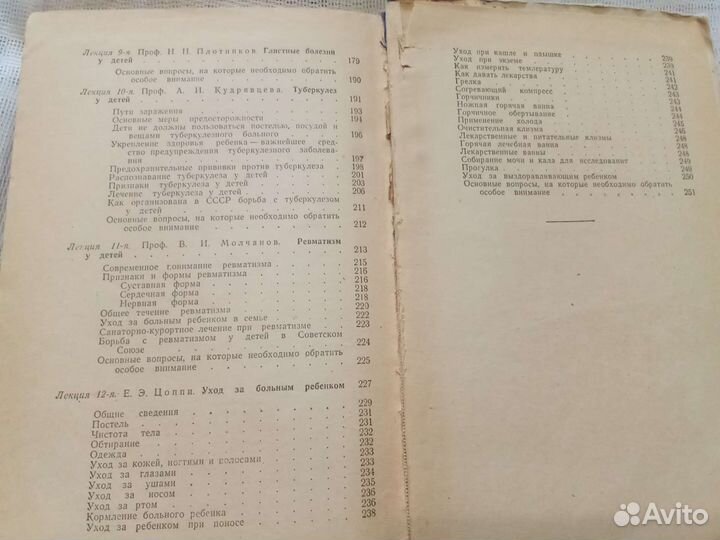 Лекция 9-я. Проф. Н. Н. Плотников. Глистные болезни
у детей 179
Основные вопросы, на которые необходимо обратить
особое внимание 190
Лекция 10-я. Проф. А. И. Кудрявцева. Туберкулез
у детей 191
Пути заражения 193
Основные меры предосторожности 194
Дети не должны пользоваться постелью, посудой и
вещами туберкулезного больного 196
Укрепление здоровья ребенка — важнейшее сред-
ство предупреждения туберкулезного заболева-
ния 197
Предохранительные прививки против туберкулеза 198
Распознавание туберкулеза у детей 201
Признаки туберкулеза у детей 203
Лечение туберкулеза у детей 206
Как организована в СССР борьба с туберкулезом
у детей 211
Основные вопросы, на которые необходимо обратить
особое внимание 212
Лекция 11-я. Проф. В. И. Молчанов. Ревматизм
у детей 213
Современное понимание ревматизма 215
Признаки и формы ревматизма 216
Суставная форма 216
Сердечная форма 218
Нервная форма 218
Общее течение ревматизма 220
Уход за больным ребенком в семье 222
Санаторно-курортное лечение при ревматизме 223
Борьба с ревматизмом у детей в Советском
Союзе 224
Основные вопросы, на которые необходимо обратить
особое внимание 225
Лекция 12-я. Е. Э. Цоппи. Уход за больным ребенком 227
Общие сведения 229
Постель 231
Чистота тела 231
Обтирание 232
Одежда 232
Уход за кожей, ногтями и волосами 233
Уход за глазами 233
Уход за ушами 234
Уход за носом 235
Уход за ртом 236
Кормление больного ребенка 236
Уход за ребенком при поносе 238
Уход при кашле и одышке
Уход при экземе 239
Как измерить температуру 239
Как давать лекарства 241
Грелка 241
Согревающий компресс 242
Горчичники 243
Ножная горячая ванна 243
Горчичное обертывание 244
Применение холода 244
Очистительная клизма 245
Лекарственные и питательные клизмы 246
Горячая лечебная ванна 248
Лекарственные ванны 248
Собирание мочи и кала для исследования 249
Прогулка 249
Уход за выздоравливающим ребенком 250
Основные вопросы, на которые необходимо обратить
особое внимание 251
Avito